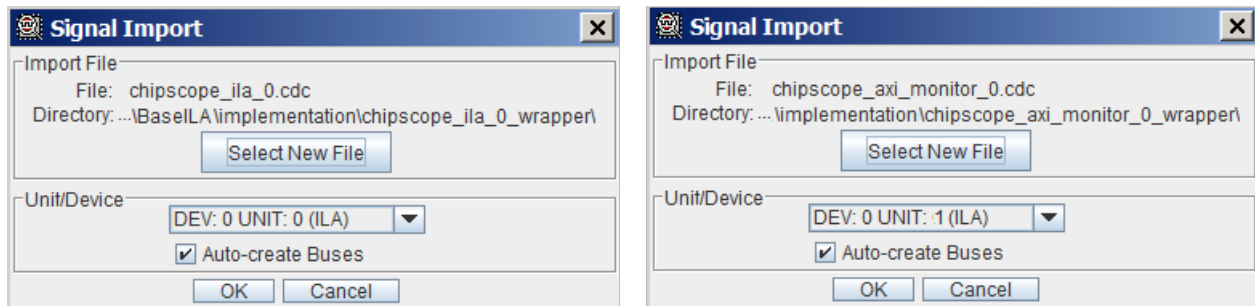 Signal Import
Import File
File: chipscope_ila_0.cdc
Directory: ...\BaseILA\implementation\chipscope_ila_0_wrapper\
Select New File
Unit/Device
DEV: 0 UNIT: 0 (ILA)
Auto-create Buses
OK Cancel
Signal Import
Import File
File: chipscope_axi_monitor_0.cdc
Directory: ...\implementation\chipscope_axi_monitor_0_wrapper\
Select New File
Unit/Device
DEV: 0 UNIT: 1 (ILA)
Auto-create Buses
OK Cancel